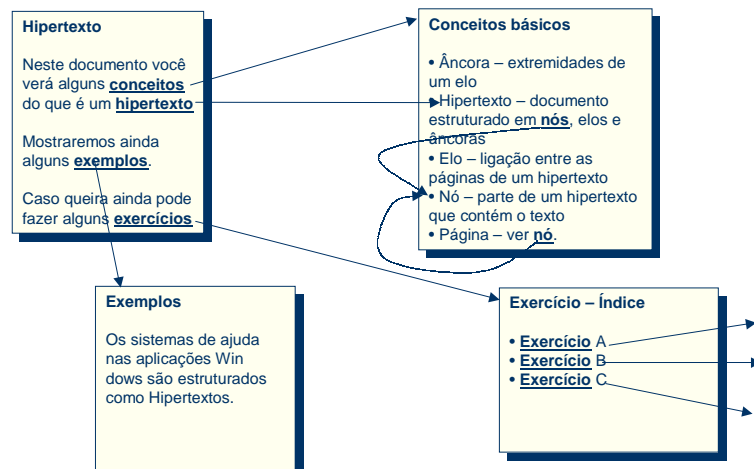 Hipertexto
Neste documento você
verá alguns conceitos
do que é um hipertexto
Mostraremos ainda
alguns exemplos.
Caso queira ainda pode
fazer alguns exercícios
Conceitos básicos
• Âncora – extremidades de
um elo
• Hipertexto – documento
estruturado em nós, elos e
âncoras
• Elo – ligação entre as
páginas de um hipertexto
• Nó – parte de um hipertexto
que contém o texto
• Página – ver nó.
Exemplos
Os sistemas de ajuda
nas aplicações Win
dows são estruturados
como Hipertextos.
Exercício – Índice
• Exercício A
• Exercício B
• Exercício C